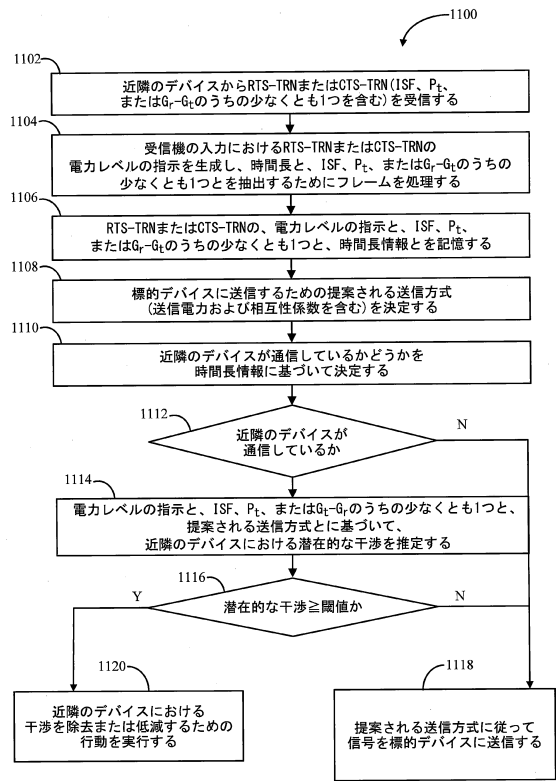 1100
1102
近隣のデバイスからRTS-TRNまたはCTS-TRN(ISF、Pt、
またはGr-Gtのうちの少なくとも1つを含む)を受信する
1104
受信機の入力におけるRTS-TRNまたはCTS-TRNの
電力レベルの指示を生成し、時間長と、ISF、Pt、またはGr-Gtのうちの
少なくとも1つとを抽出するためにフレームを処理する
1106
RTS-TRNまたはCTS-TRNの、電力レベルの指示と、ISF、Pt、
またはGr-Gtのうちの少なくとも1つと、時間長情報とを記憶する
1108
標的デバイスに送信するための提案される送信方式
(送信電力および相互性係数を含む)を決定する
1110
近隣のデバイスが通信しているかどうかを
時間長情報に基づいて決定する
1112
近隣のデバイスが
通信しているか
N
1114
電力レベルの指示と、ISF、Pt、またはGt-Grのうちの少なくとも1つと、
提案される送信方式とに基づいて、
近隣のデバイスにおける潜在的な干渉を推定する
1116
潜在的な干渉≧閾値か
Y
N
1120
近隣のデバイスにおける
干渉を除去または低減するための
行動を実行する
1118
提案される送信方式に従って
信号を標的デバイスに送信する